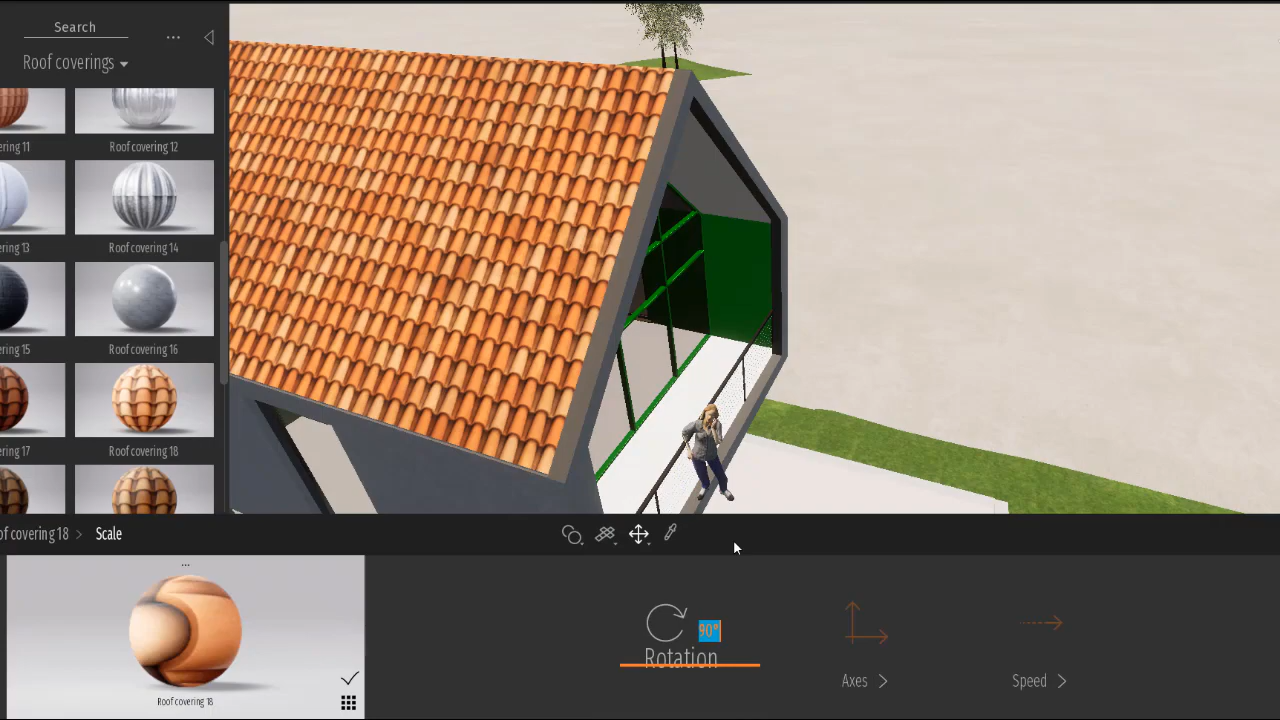 Search
...
Roof coverings
ering 11
Roof covering 12
ering 13
Roof covering 14
ering 15
Roof covering 16
ering 17
Roof covering 18
of covering 18 > Scale
...
Roof covering 18
90°
Rotation
Axes >
Speed >